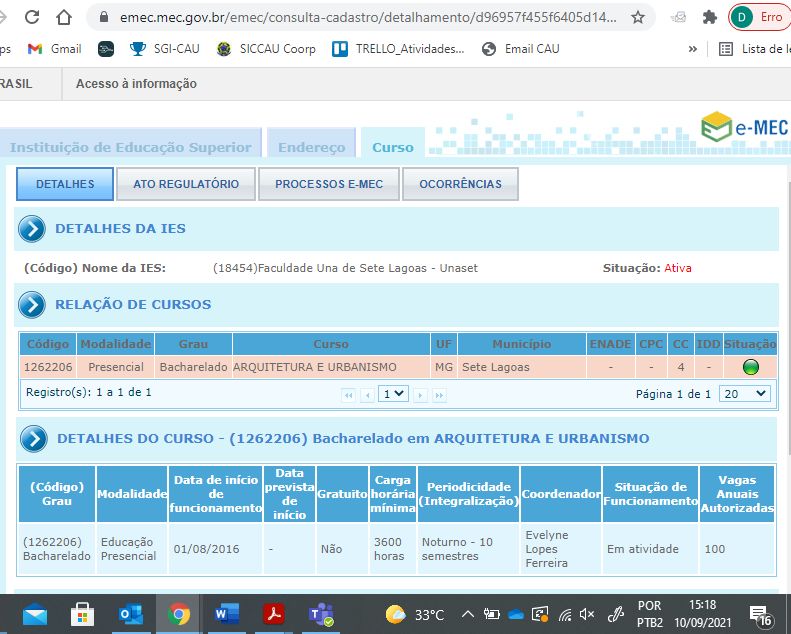 emec.mec.gov.br/emec/consulta-cadastro/detalhamento/d96957f455f6405d14...
D Erro
ps Gmail SGI-CAU SICCAU Coorp TRELLO_Atividades... Email CAU » Lista de le
RASIL Acesso à informação
e-MEC
Instituição de Educação Superior Endereço Curso
DETALHES ATO REGULATÓRIO PROCESSOS E-MEC OCORRÊNCIAS
DETALHES DA IES
(Código) Nome da IES: (18454)Faculdade Una de Sete Lagoas - Unaset Situação: Ativa
RELAÇÃO DE CURSOS
Código Modalidade Grau Curso UF Município ENADE CPC CC IDD Situação
1262206 Presencial Bacharelado ARQUITETURA E URBANISMO MG Sete Lagoas - - 4 -
Registro(s): 1 a 1 de 1 1 Página 1 de 1 20
DETALHES DO CURSO - (1262206) Bacharelado em ARQUITETURA E URBANISMO
(Código) Grau Modalidade Data de início de funcionamento Data prevista de início Gratuito Carga horária mínima Periodicidade (Integralização) Coordenador Situação de Funcionamento Vagas Anuais Autorizadas
(1262206) Bacharelado Educação Presencial 01/08/2016 - Não 3600 horas Noturno - 10 semestres Evelyne Lopes Ferreira Em atividade 100
33°C POR PTB2 15:18 10/09/2021 16